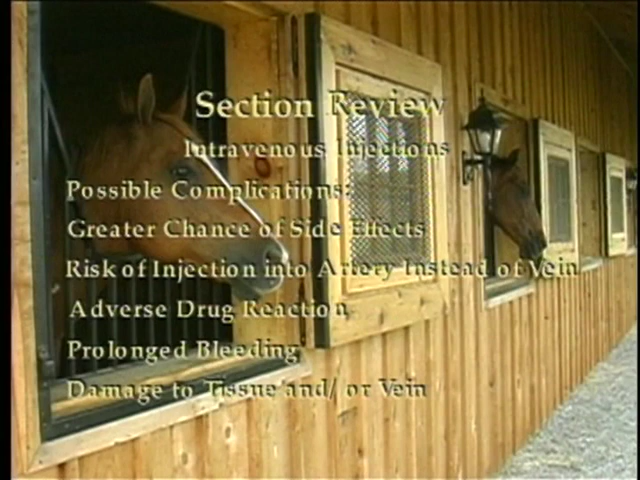 Section Review
Intravenous Injections
Possible Complications:
Greater Chance of Side Effects
Risk of Injection into Artery Instead of Vein
Adverse Drug Reaction
Prolonged Bleeding
Damage to Tissue and/ or Vein